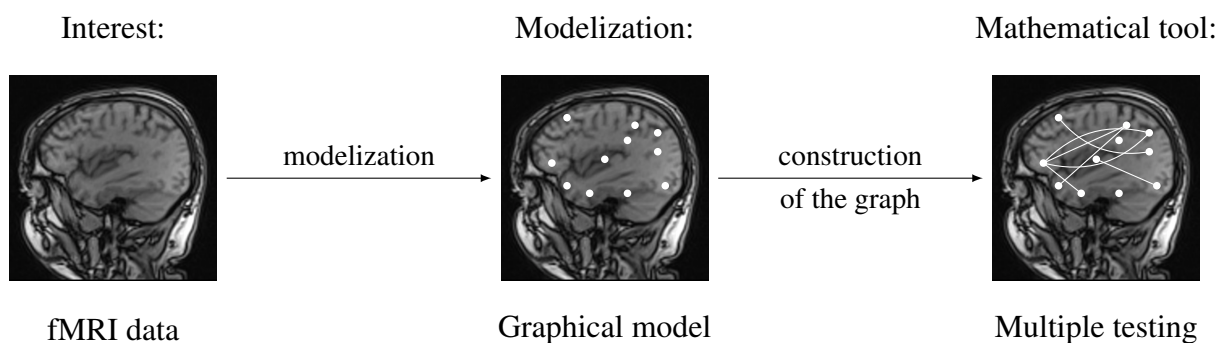 Interest:
Modelization:
Mathematical tool:
modelization
construction
of the graph
fMRI data
Graphical model
Multiple testing